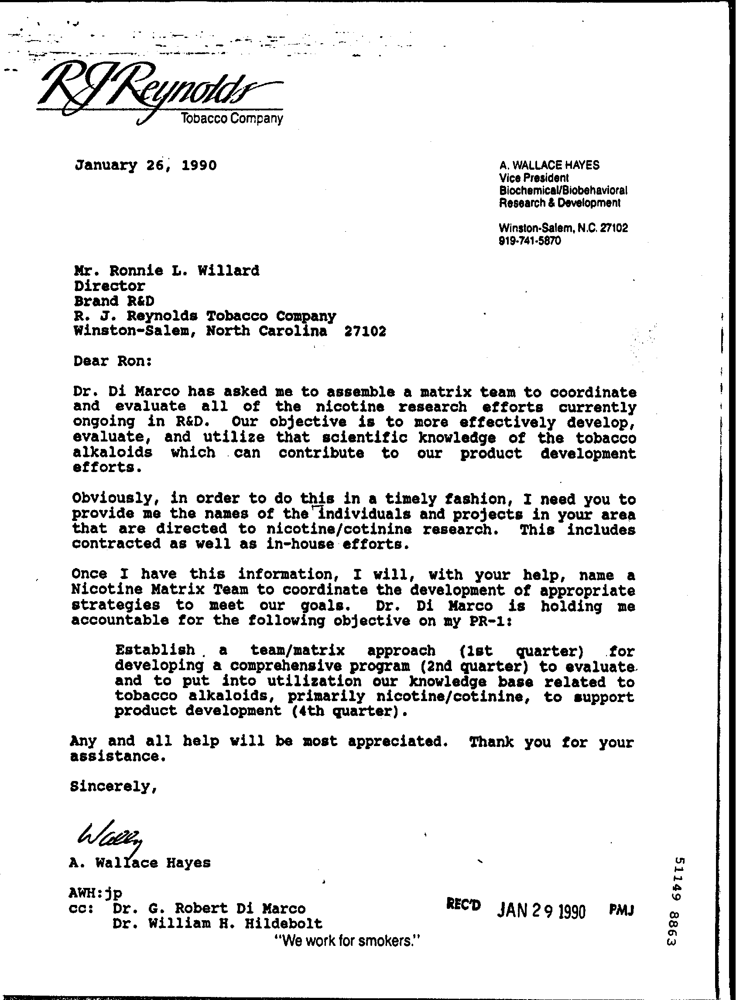 RJReynolds
Tobacco Company
January 26, 1990
A. WALLACE HAYES
Vice President
Biochemical/Biobehavioral
Research & Development
Winston-Salem, N.C. 27102
919-741-5870
Mr. Ronnie L. Willard
Director
Brand R&D
R. J. Reynolds Tobacco Company
Winston-Salem, North Carolina 27102
Dear Ron:
Dr. Di Marco has asked me to assemble a matrix team to coordinate
and evaluate all of the nicotine research efforts currently
ongoing in R&D. Our objective is to more effectively develop,
evaluate, and utilize that scientific knowledge of the tobacco
alkaloids which can contribute to our product development
efforts.
Obviously, in order to do this in a timely fashion, I need you to
provide me the names of the individuals and projects in your area
that are directed to nicotine/cotinine research. This includes
contracted as well as in-house efforts.
Once I have this information, I will, with your help, name a
Nicotine Matrix Team to coordinate the development of appropriate
strategies to meet our goals. Dr. Di Marco is holding me
accountable for the following objective on my PR-1:
Establish a team/matrix approach (1st quarter) for
developing a comprehensive program (2nd quarter) to evaluate
and to put into utilization our knowledge base related to
tobacco alkaloids, primarily nicotine/cotinine, to support
product development (4th quarter).
Any and all help will be most appreciated. Thank you for your
assistance.
Sincerely,
Wally
A. Wallace Hayes
AWH:jp
cc: Dr. G. Robert Di Marco
Dr. William H. Hildebolt
REC'D JAN 29 1990 PMJ
"We work for smokers."
51149 8863